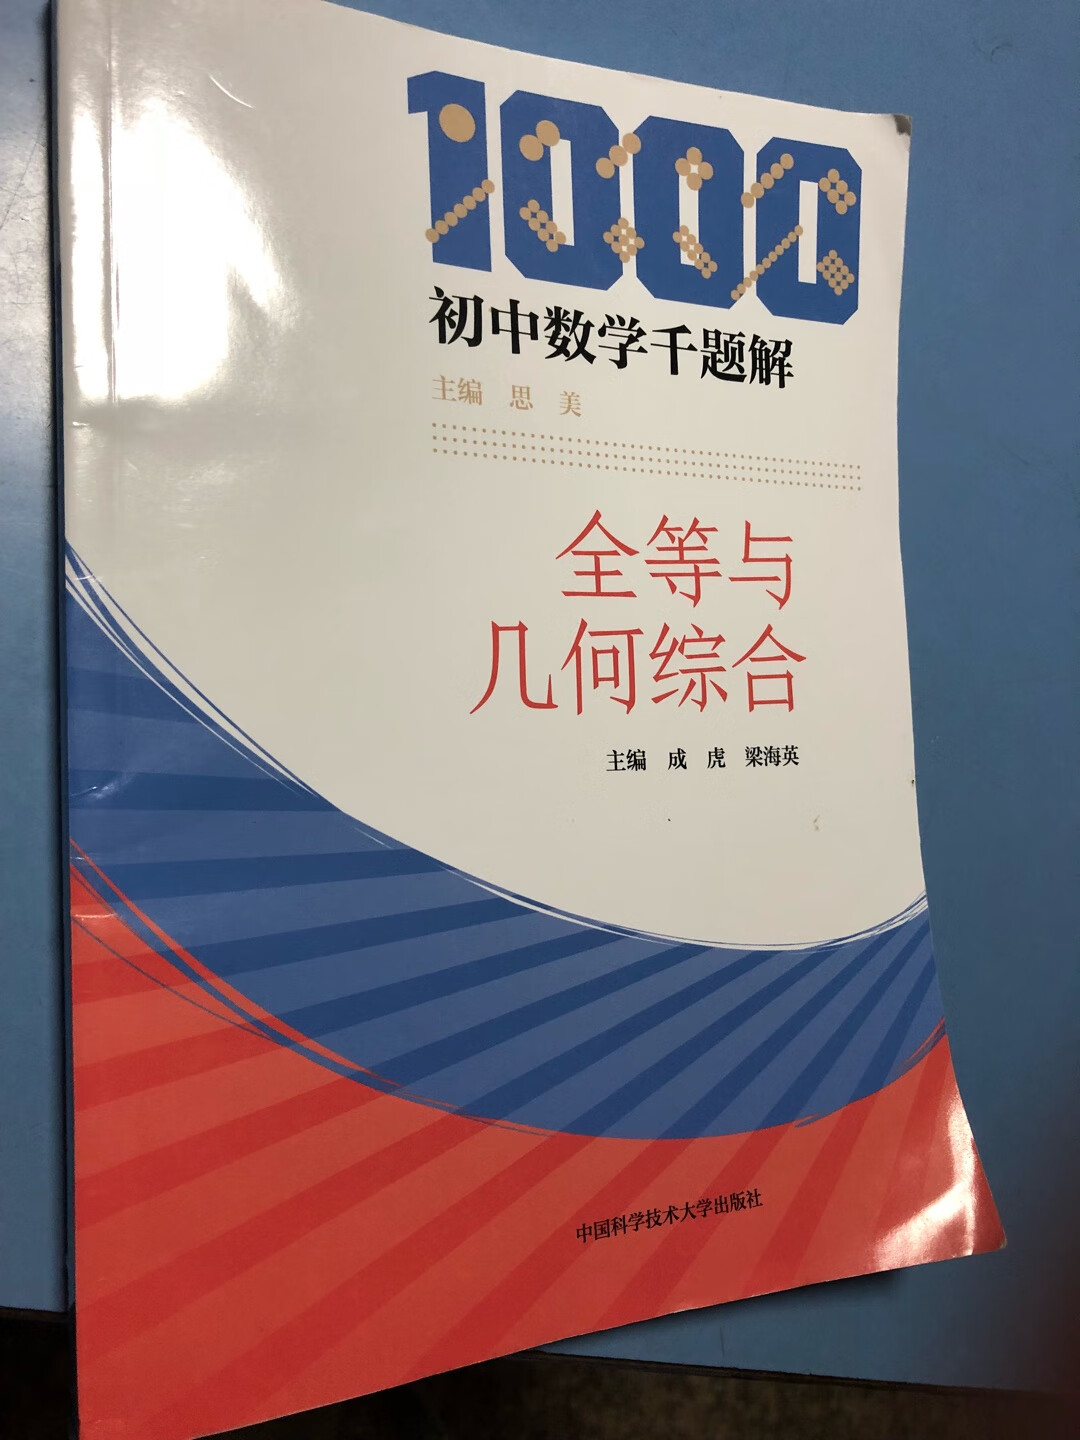 1000
初中数学千题解
主编 思 美
全等与
几何综合
主编 成 虎 梁海英
中国科学技术大学出版社